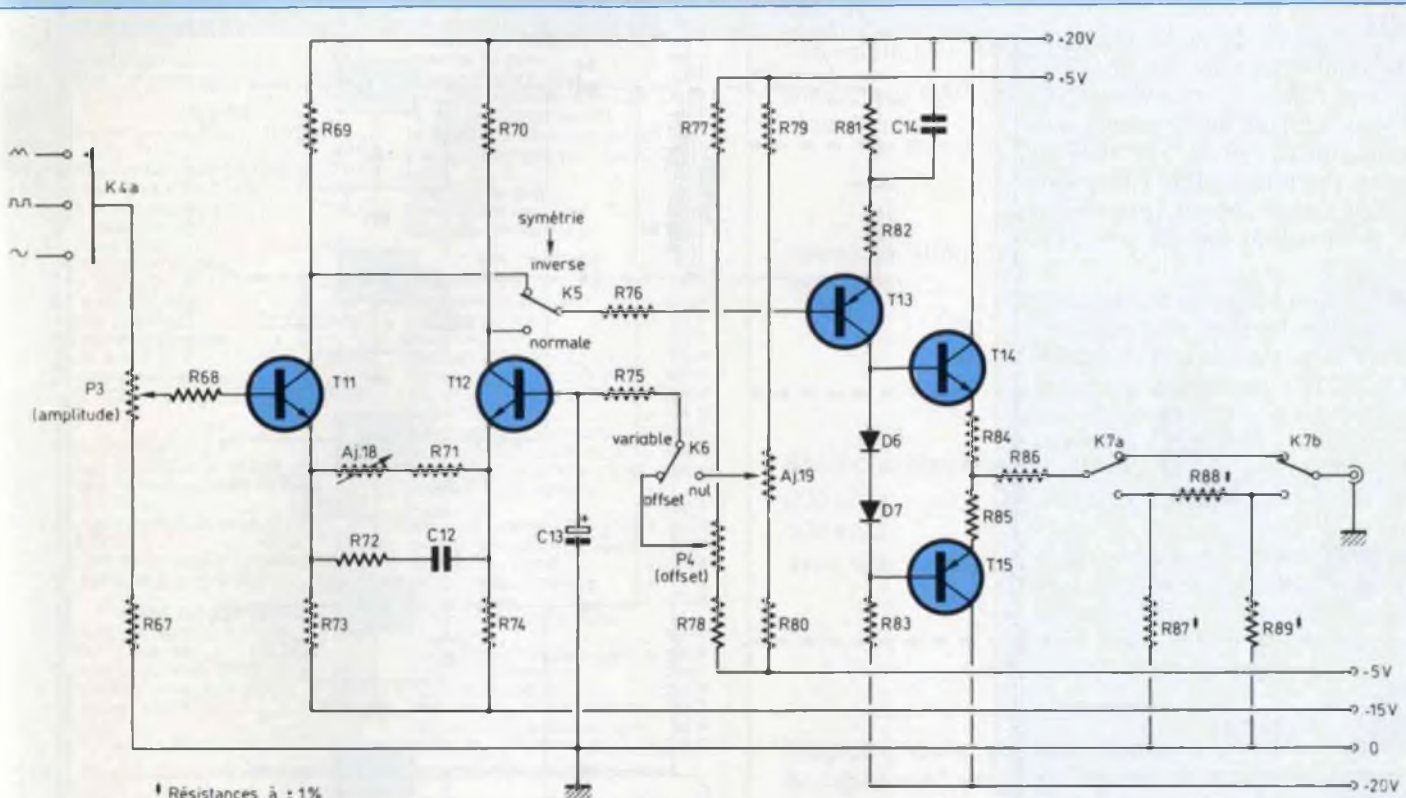 +20V
+5V
R69
R70
R77
R79
R81
C14
K4a
symétrie
inverse
K5
R76
R82
T13
normale
P3
(amplitude)
R68
T11
T12
R75
T14
variable
K6
Aj.18
R71
offset
nul
Aj.19
D6
R84
R86
K7a
K7b
R88
R72
C12
C13
+
P4
(offset)
D7
R85
T15
R67
R73
R74
R78
R80
R83
R87
R89
-5V
-15V
0
-20V
Résistances à ±1%